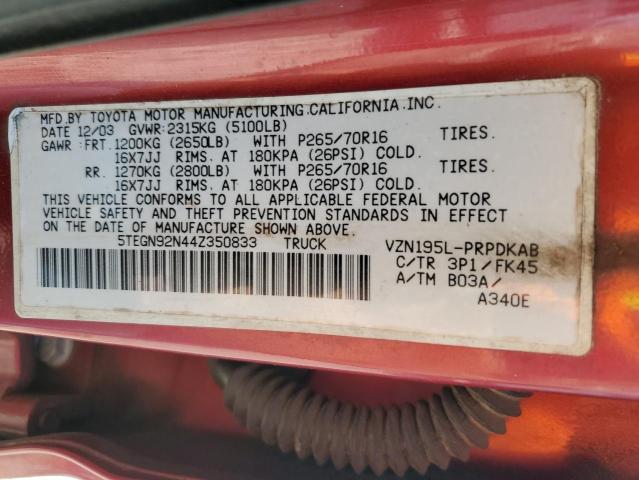 MFD.BY TOYOTA MOTOR MANUFACTURING.CALIFORNIA.INC.
DATE 12/03 GVWR:2315KG (5100LB)
GAWR:FRT.1200KG (2650LB) WITH P265/70R16 TIRES.
16X7JJ RIMS. AT 180KPA (26PSI) COLD.
RR. 1270KG (2800LB) WITH P265/70R16 TIRES.
16X7JJ RIMS. AT 180KPA (26PSI) COLD.
THIS VEHICLE CONFORMS TO ALL APPLICABLE FEDERAL MOTOR
VEHICLE SAFETY AND THEFT PREVENTION STANDARDS IN EFFECT
ON THE DATE OF MANUFACTURE SHOWN ABOVE.
5TEGN92N44Z350833 TRUCK VZN195L-PRPDKAB
C/TR 3P1/FK45
A/TM B03A/
A340E